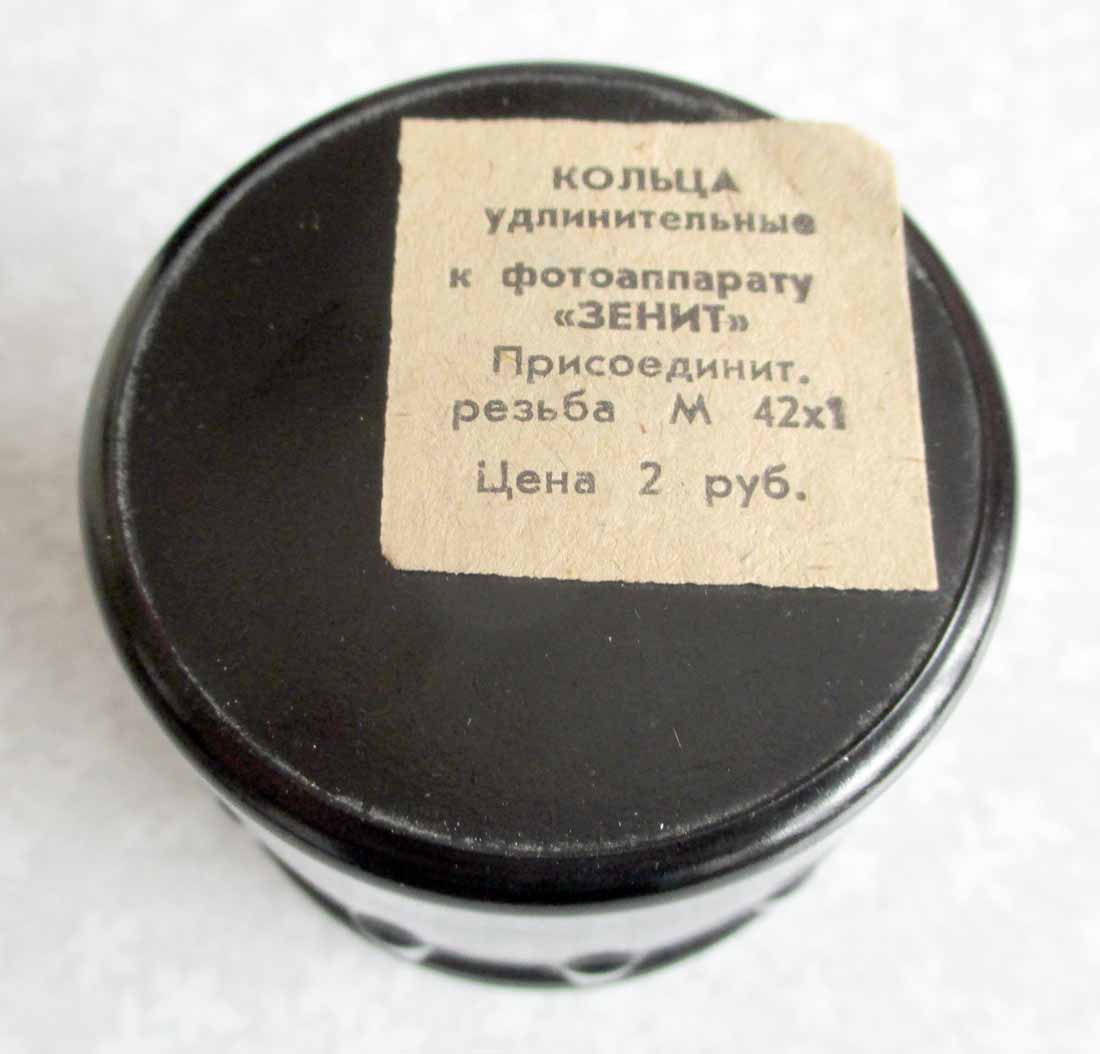 КОЛЬЦА
удлинительные
к фотоаппарату
«ЗЕНИТ»
Присоединит.
резьба М 42х1
Цена 2 руб.